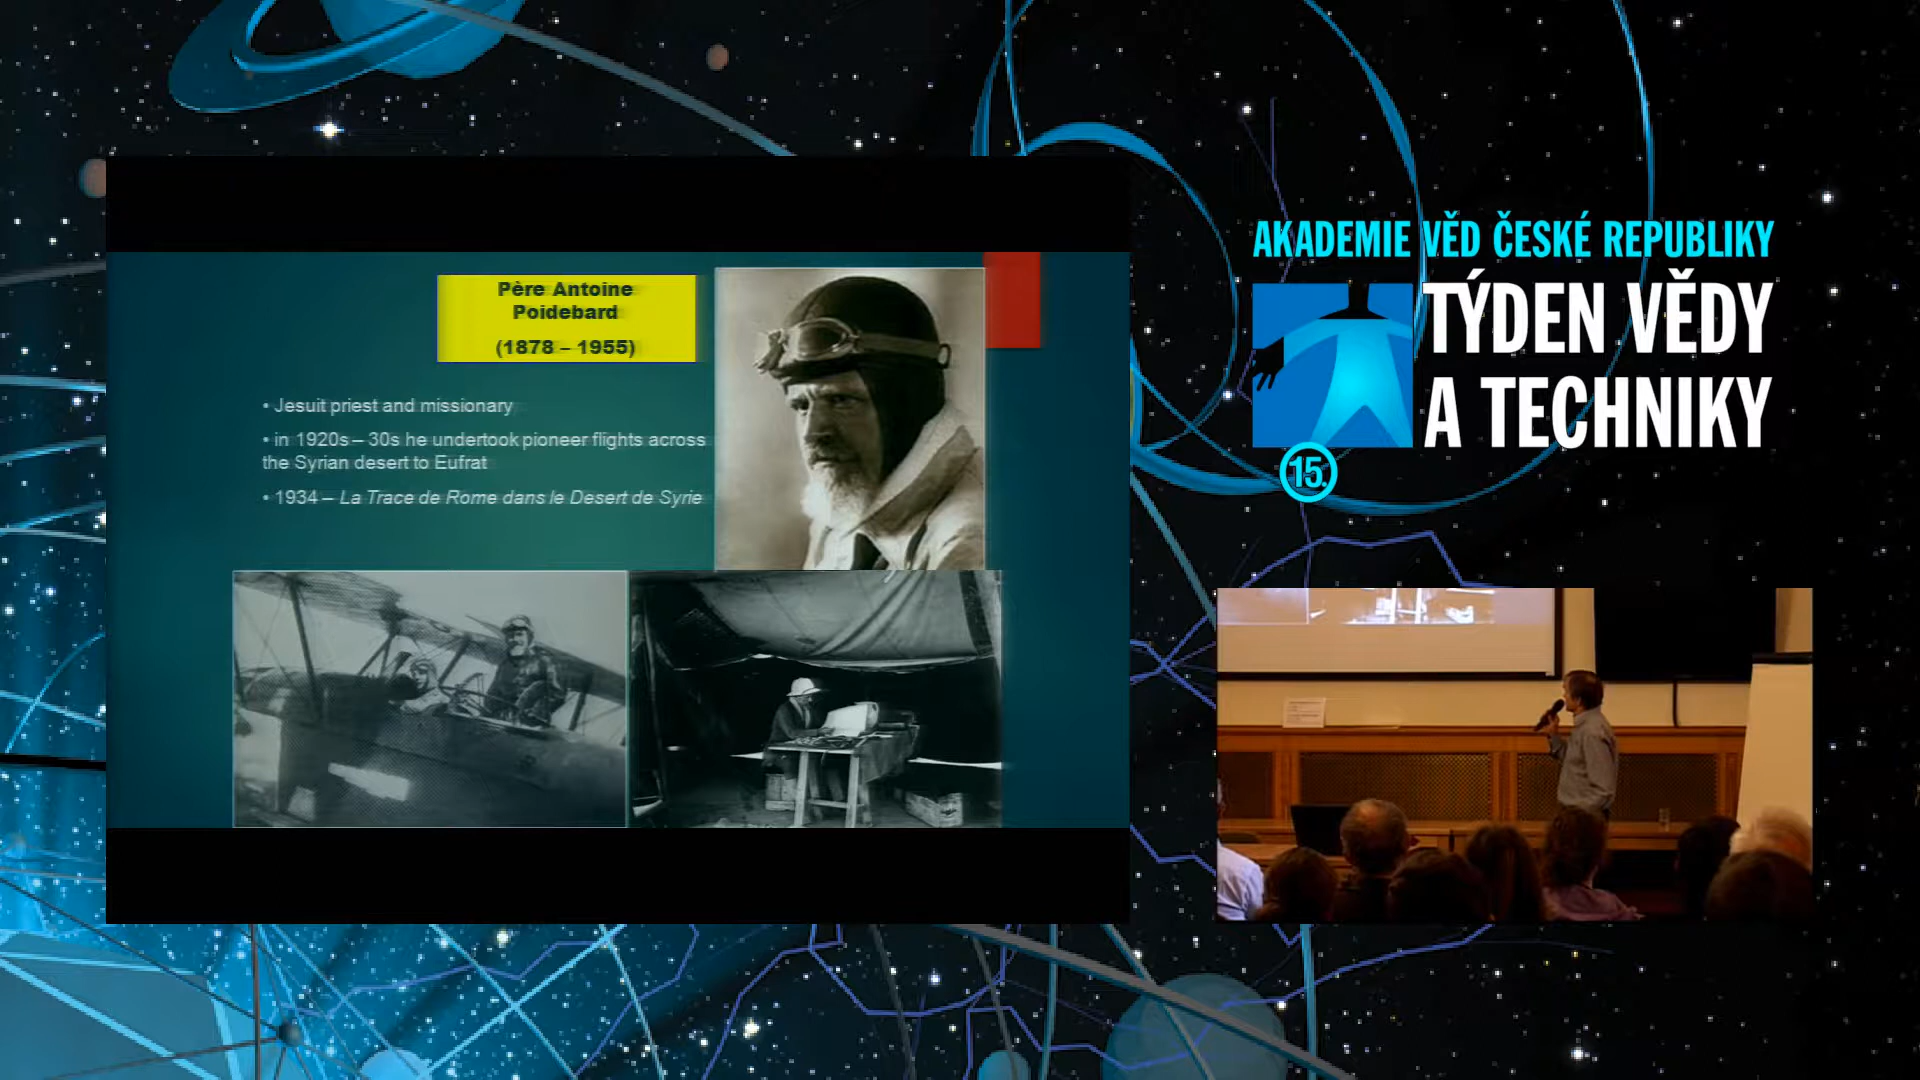 Père Antoine
Poidebard
(1878 – 1955)
• Jesuit priest and missionary
• in 1920s – 30s he undertook pioneer flights across
the Syrian desert to Eufrat
• 1934 – La Trace de Rome dans le Desert de Syrie
AKADEMIE VĚD ČESKÉ REPUBLIKY
TÝDEN VĚDY
A TECHNIKY
15.